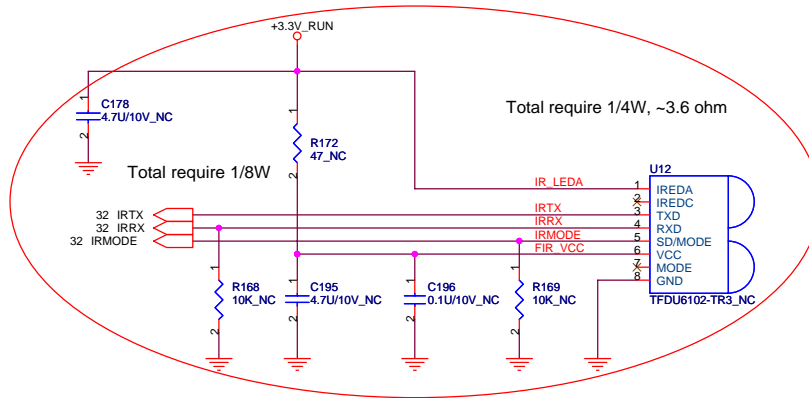 +3.3V_RUN
1
C178
4.7U/10V_NC
2
1
R172
47_NC
2
Total require 1/4W, ~3.6 ohm
Total require 1/8W
U12
IR_LEDA 1 IREDA
2 IREDC
32 IRTX IRTX 3 TXD
32 IRRX IRRX 4 RXD
32 IRMODE IRMODE 5 SD/MODE
FIR_VCC 6 VCC
7 MODE
8 GND
TFDU6102-TR3_NC
1
R168
10K_NC
2
1
C195
4.7U/10V_NC
2
1
C196
0.1U/10V_NC
2
1
R169
10K_NC
2